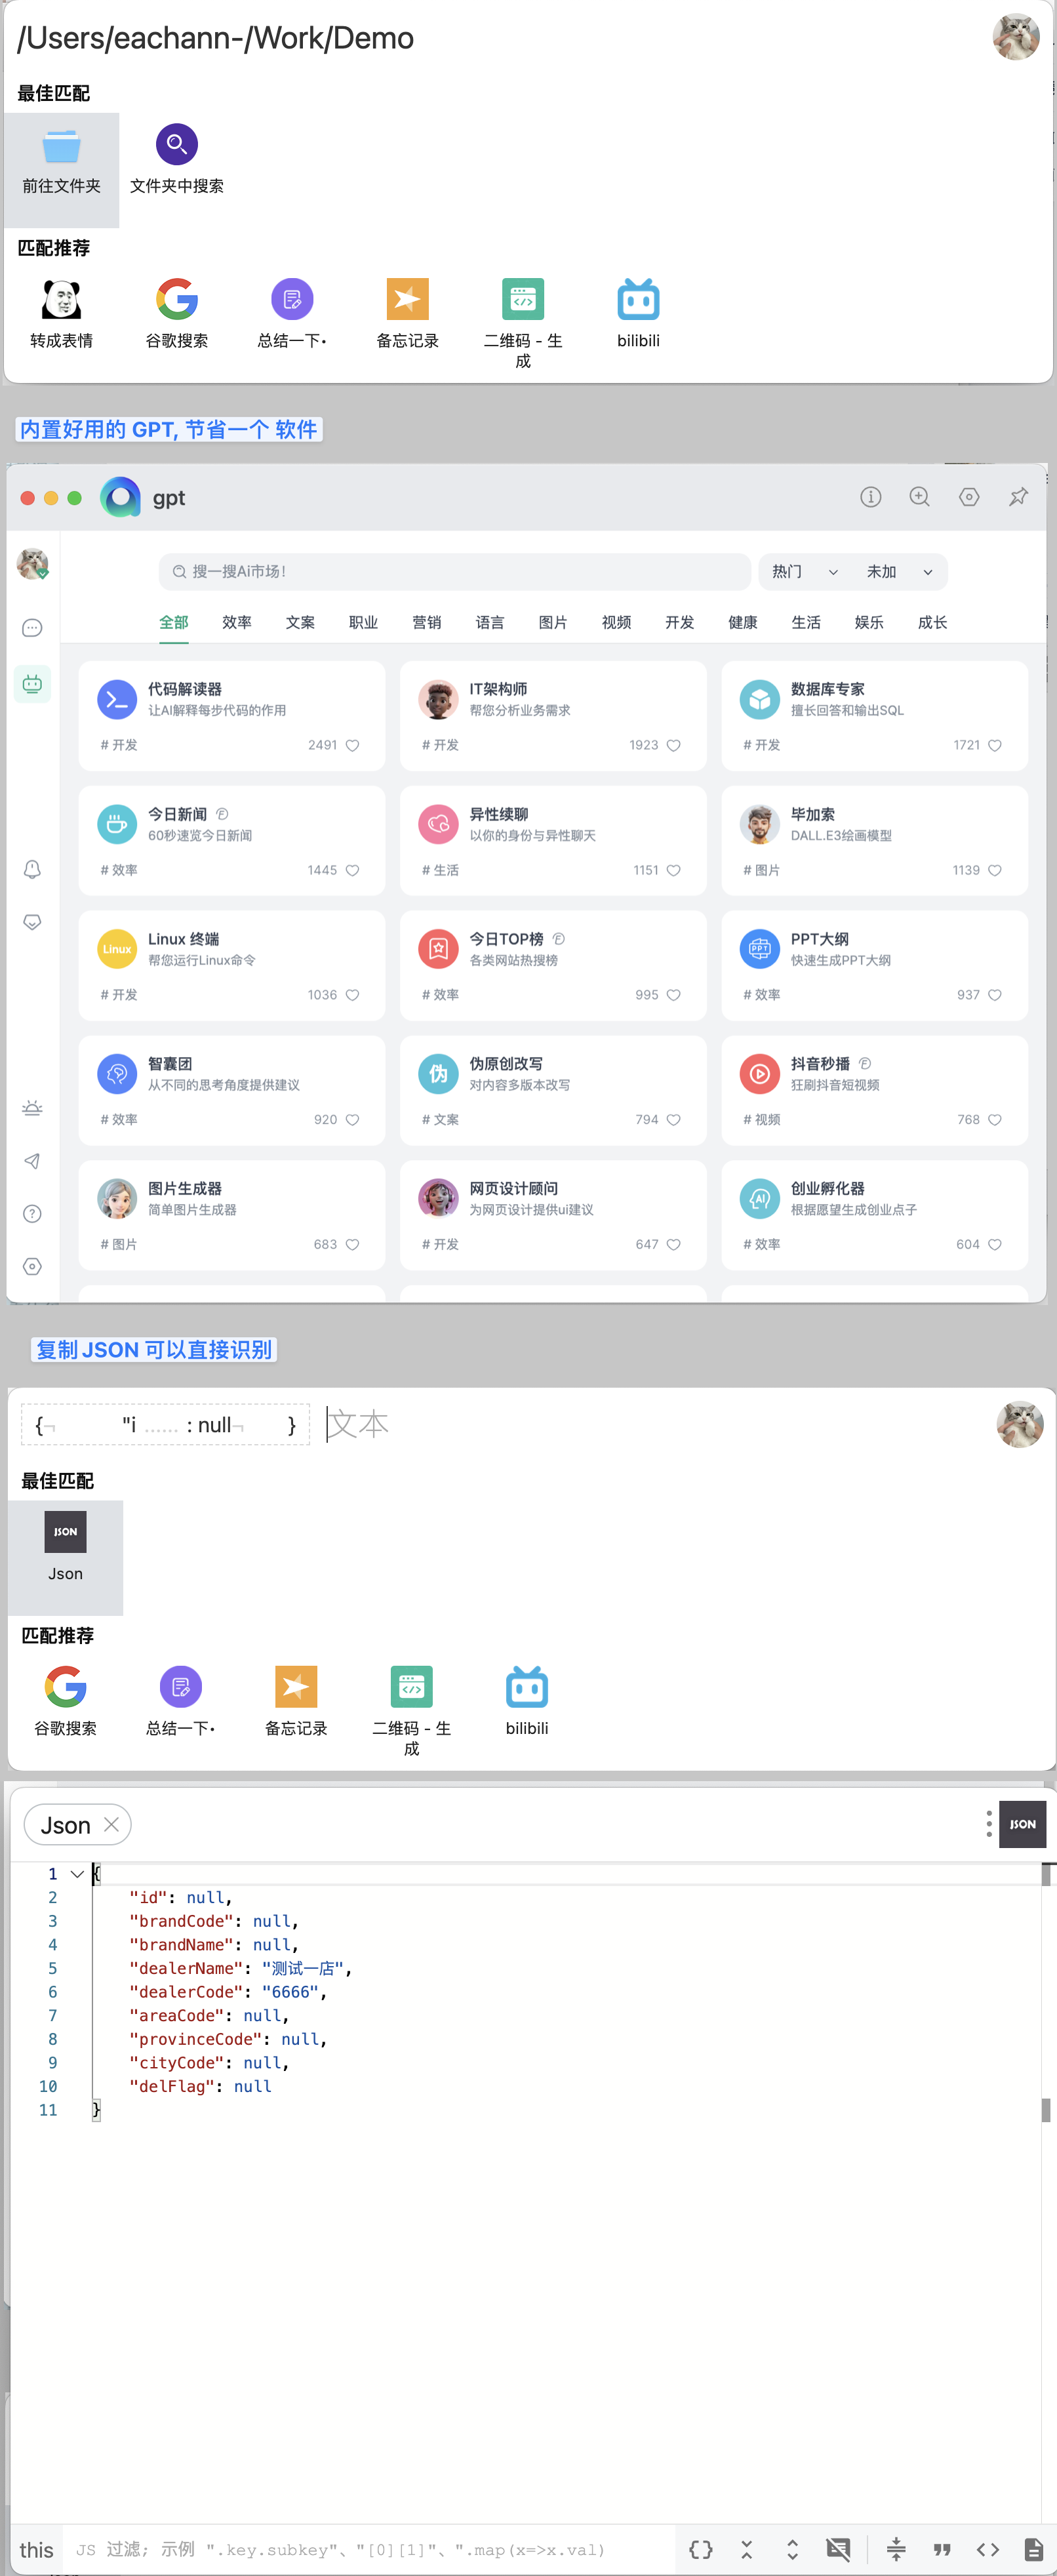 /Users/eachann-/Work/Demo
最佳匹配
前往文件夹
文件夹中搜索
匹配推荐
转成表情
谷歌搜索
总结一下•
备忘记录
二维码 - 生
成
bilibili
内置好用的 GPT, 节省一个 软件
gpt
搜一搜Ai市场!
热门
未加
全部 效率 文案 职业 营销 语言 图片 视频 开发 健康 生活 娱乐 成长
代码解读器
让AI解释每步代码的作用
# 开发 2491
IT架构师
帮您分析业务需求
# 开发 1923
数据库专家
擅长回答和输出SQL
# 开发 1721
今日新闻
60秒速览今日新闻
# 效率 1445
异性续聊
以你的身份与异性聊天
# 生活 1151
毕加索
DALL.E3绘画模型
# 图片 1139
Linux
Linux 终端
帮您运行Linux命令
# 开发 1036
今日TOP榜
各类网站热搜榜
# 效率 995
PPT
PPT大纲
快速生成PPT大纲
# 效率 937
智囊团
从不同的思考角度提供建议
# 效率 920
伪
伪原创改写
对内容多版本改写
# 文案 794
抖音秒播
狂刷抖音短视频
# 视频 768
图片生成器
简单图片生成器
# 图片 683
网页设计顾问
为网页设计提供ui建议
# 开发 647
AI
创业孵化器
根据愿望生成创业点子
# 效率 604
复制JSON 可以直接识别
{¬ "i ...... : null¬ }
文本
最佳匹配
JSON
Json
匹配推荐
谷歌搜索
总结一下•
备忘记录
二维码 - 生
成
bilibili
Json
JSON
1 {
2 "id": null,
3 "brandCode": null,
4 "brandName": null,
5 "dealerName": "测试一店",
6 "dealerCode": "6666",
7 "areaCode": null,
8 "provinceCode": null,
9 "cityCode": null,
10 "delFlag": null
11 }
this JS 过滤; 示例 ".key.subkey"、"[0][1]"、".map(x=>x.val)